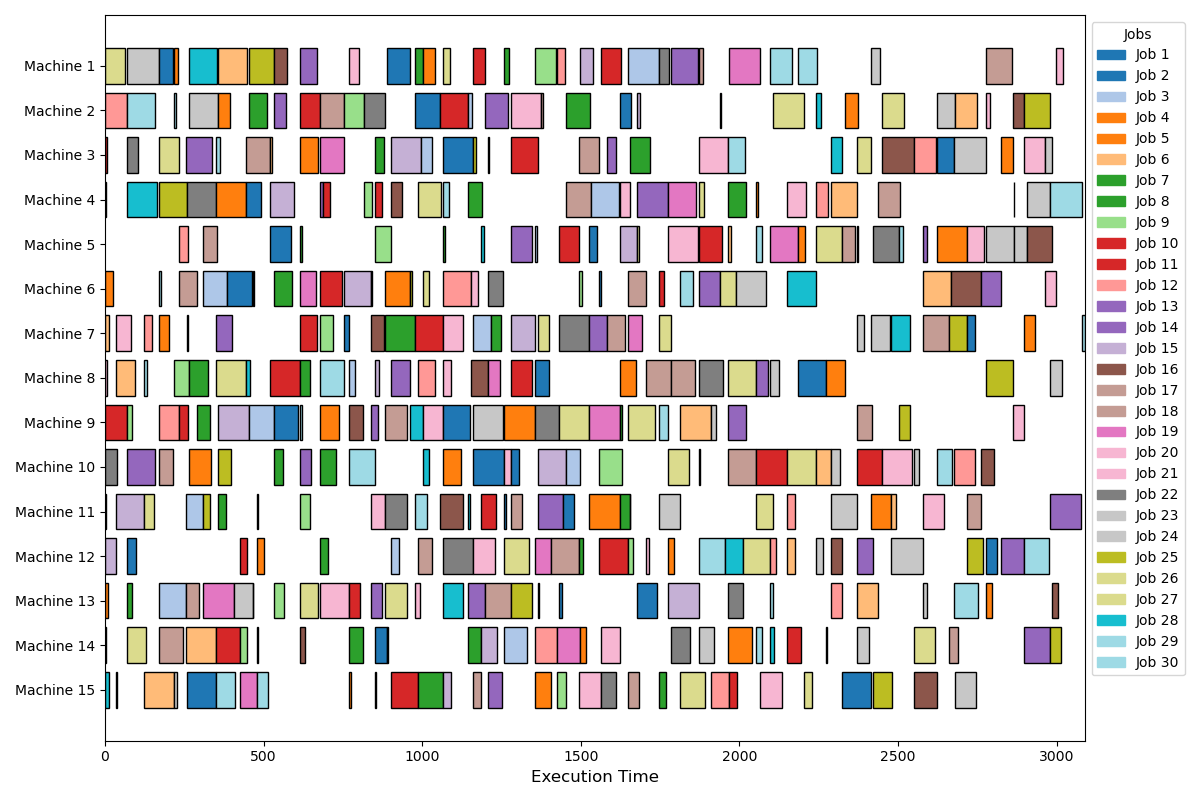 Machine 1
Machine 2
Machine 3
Machine 4
Machine 5
Machine 6
Machine 7
Machine 8
Machine 9
Machine 10
Machine 11
Machine 12
Machine 13
Machine 14
Machine 15
0 500 1000 1500 2000 2500 3000
Execution Time
Jobs
Job 1
Job 2
Job 3
Job 4
Job 5
Job 6
Job 7
Job 8
Job 9
Job 10
Job 11
Job 12
Job 13
Job 14
Job 15
Job 16
Job 17
Job 18
Job 19
Job 20
Job 21
Job 22
Job 23
Job 24
Job 25
Job 26
Job 27
Job 28
Job 29
Job 30